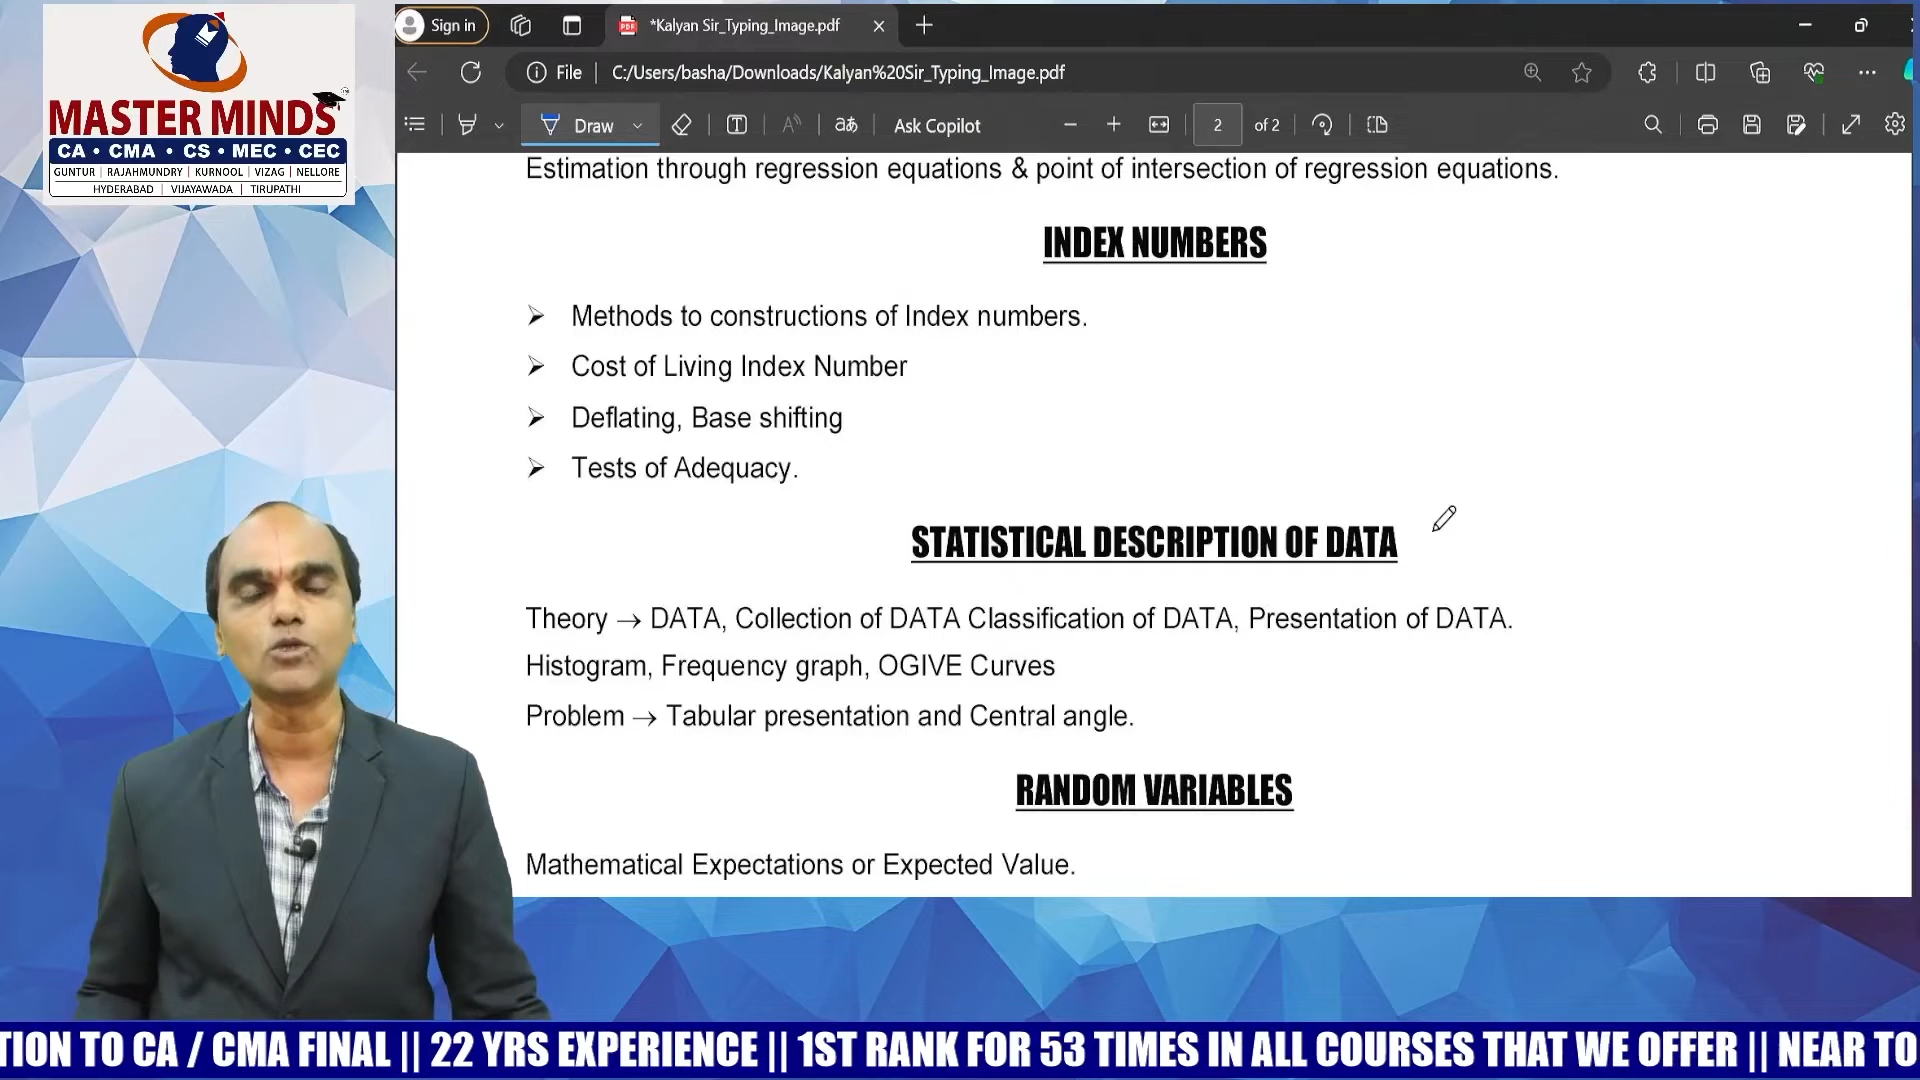 MASTER MINDS
CA • CMA • CS • MEC • CEC
GUNTUR | RAJAHMUNDRY | KURNOOL | VIZAG | NELLORE
HYDERABAD | VIJAYAWADA | TIRUPATHI
Sign in
*Kalyan Sir_Typing_Image.pdf
File
C:/Users/basha/Downloads/Kalyan%20Sir_Typing_Image.pdf
Draw
Ask Copilot
2 of 2
Estimation through regression equations & point of intersection of regression equations.
INDEX NUMBERS
➢ Methods to constructions of Index numbers.
➢ Cost of Living Index Number
➢ Deflating, Base shifting
➢ Tests of Adequacy.
STATISTICAL DESCRIPTION OF DATA
Theory → DATA, Collection of DATA Classification of DATA, Presentation of DATA.
Histogram, Frequency graph, OGIVE Curves
Problem → Tabular presentation and Central angle.
RANDOM VARIABLES
Mathematical Expectations or Expected Value.
TION TO CA / CMA FINAL || 22 YRS EXPERIENCE || 1ST RANK FOR 53 TIMES IN ALL COURSES THAT WE OFFER || NEAR TO